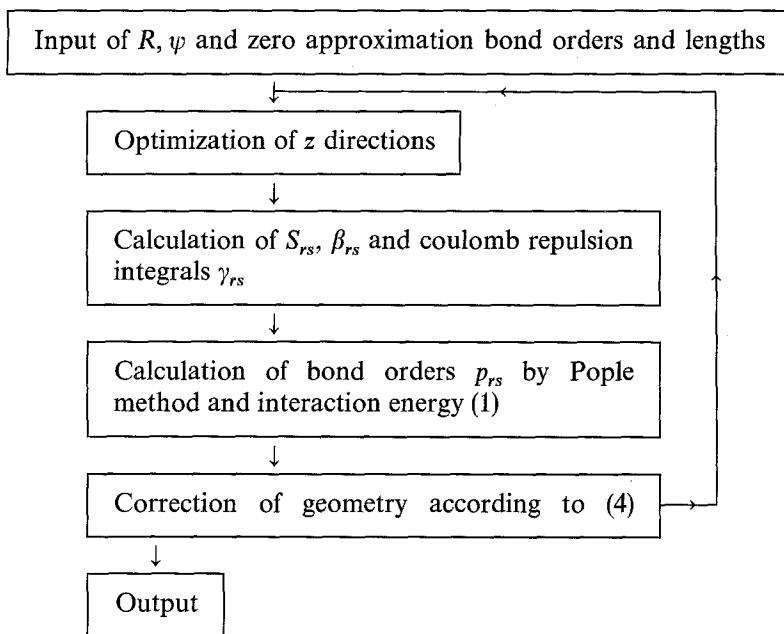 Input of R, ψ and zero approximation bond orders and lengths
Optimization of z directions
Calculation of S_rs, β_rs and coulomb repulsion
integrals γ_rs
Calculation of bond orders p_rs by Pople
method and interaction energy (1)
Correction of geometry according to (4)
Output